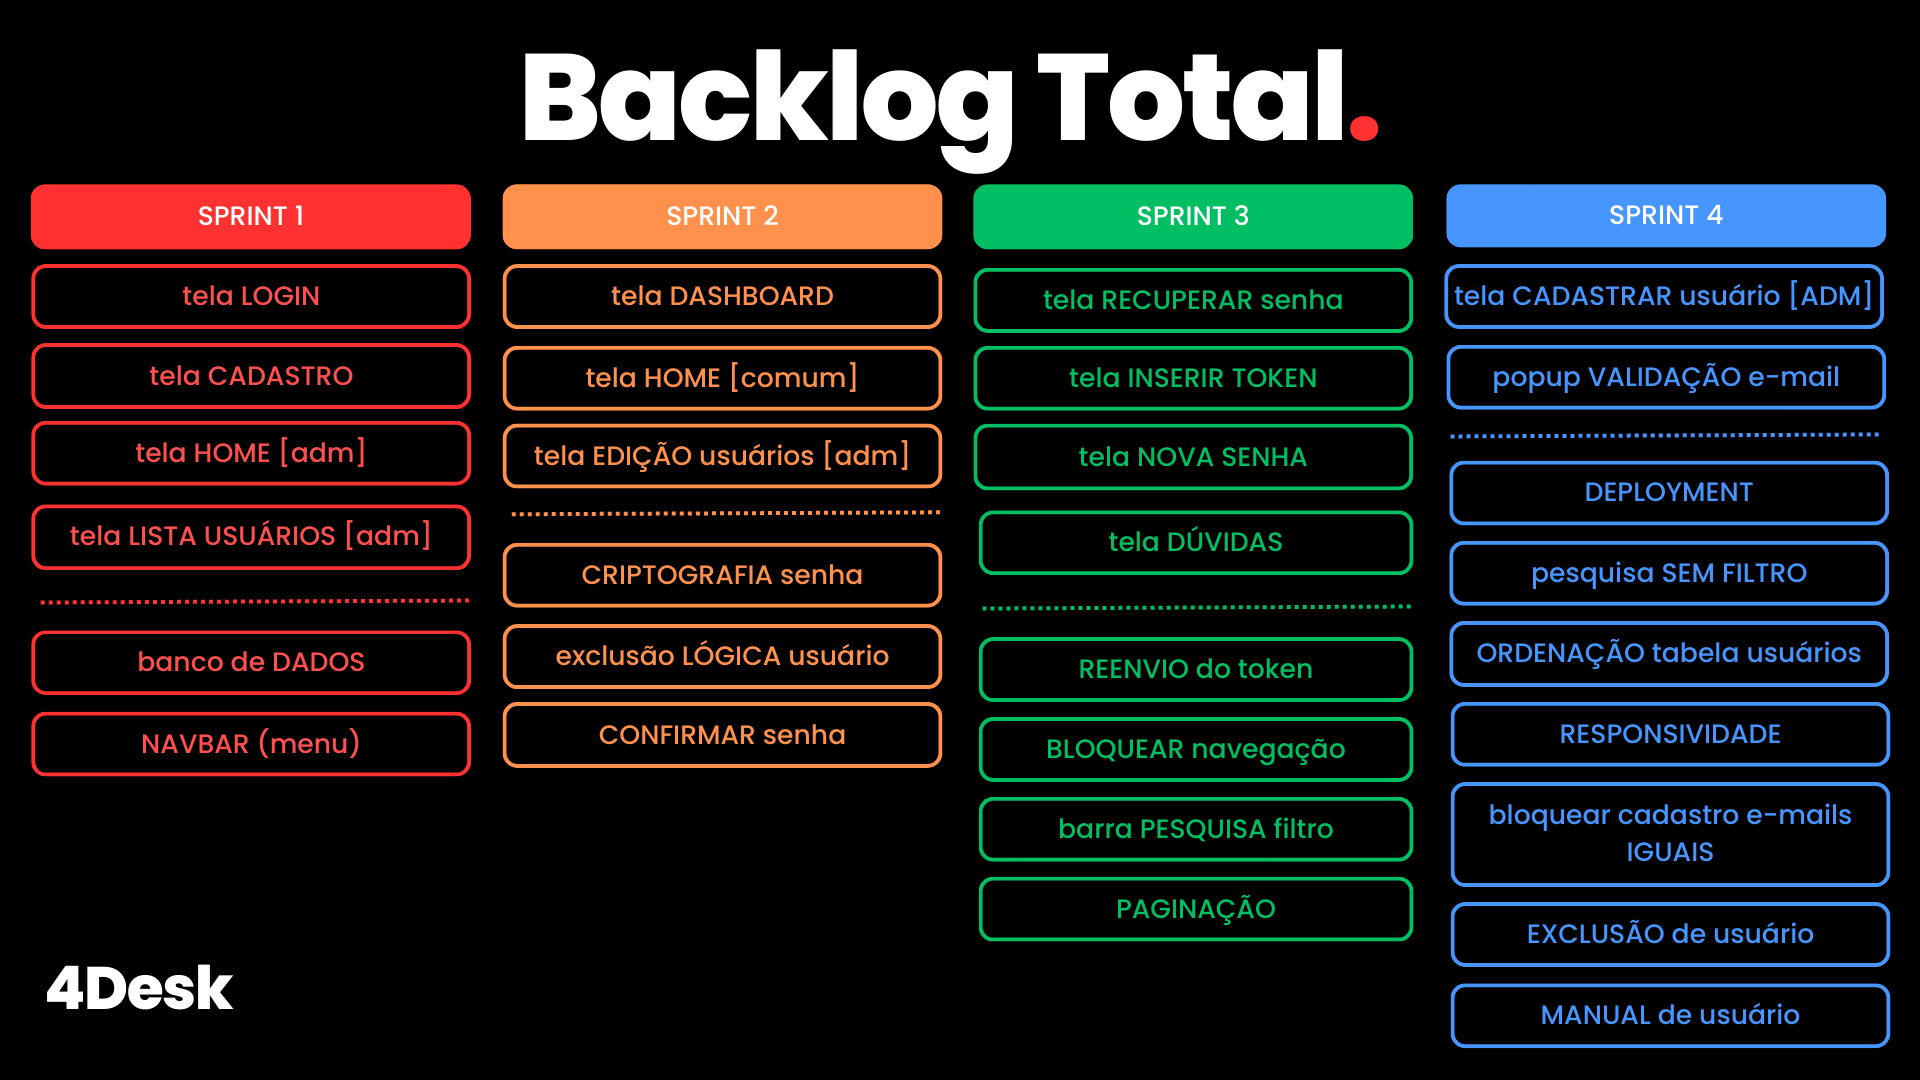 Backlog Total.
SPRINT 1
tela LOGIN
tela CADASTRO
tela HOME [adm]
tela LISTA USUÁRIOS [adm]
banco de DADOS
NAVBAR (menu)
SPRINT 2
tela DASHBOARD
tela HOME [comum]
tela EDIÇÃO usuários [adm]
CRIPTOGRAFIA senha
exclusão LÓGICA usuário
CONFIRMAR senha
SPRINT 3
tela RECUPERAR senha
tela INSERIR TOKEN
tela NOVA SENHA
tela DÚVIDAS
REENVIO do token
BLOQUEAR navegação
barra PESQUISA filtro
PAGINAÇÃO
SPRINT 4
tela CADASTRAR usuário [ADM]
popup VALIDAÇÃO e-mail
DEPLOYMENT
pesquisa SEM FILTRO
ORDENAÇÃO tabela usuários
RESPONSIVIDADE
bloquear cadastro e-mails
IGUAIS
EXCLUSÃO de usuário
MANUAL de usuário
4Desk